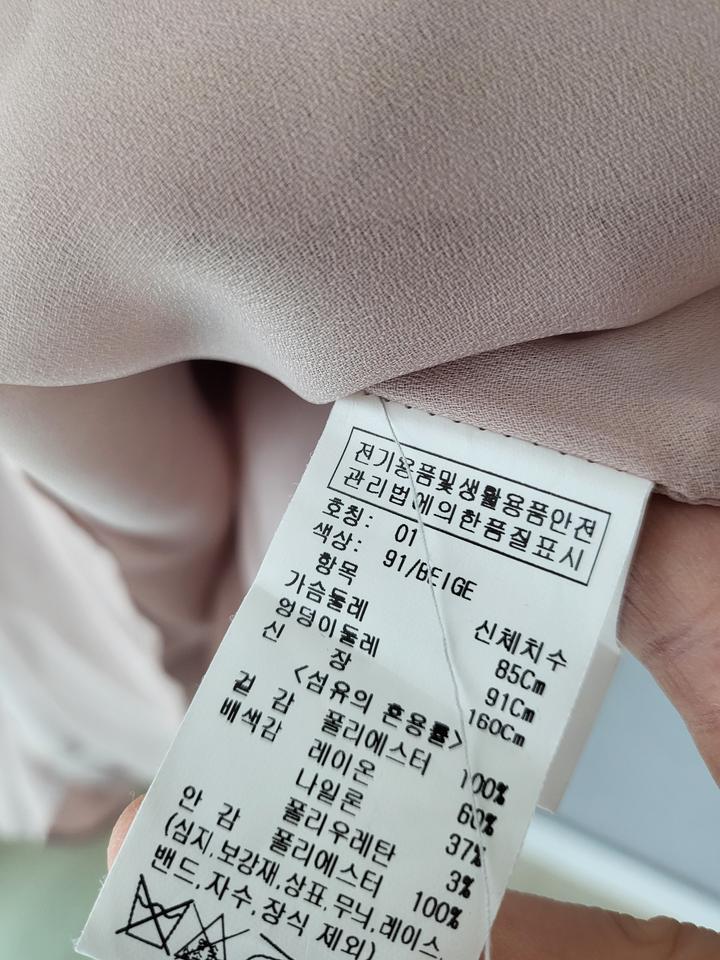 전기용품및생활용품안전
관리법에의한품질표시
호칭: 01
색상: 91/BEIGE
항목 신체치수
가슴둘레 85Cm
엉덩이둘레 91Cm
신 장 160Cm
<섬유의 혼용률>
겉 감 폴리에스터 100%
배색감 레이온 60%
나일론 37%
폴리우레탄 3%
안 감 폴리에스터 100%
(심지,보강재,상표,무늬,레이스,
밴드,자수,장식 제외)